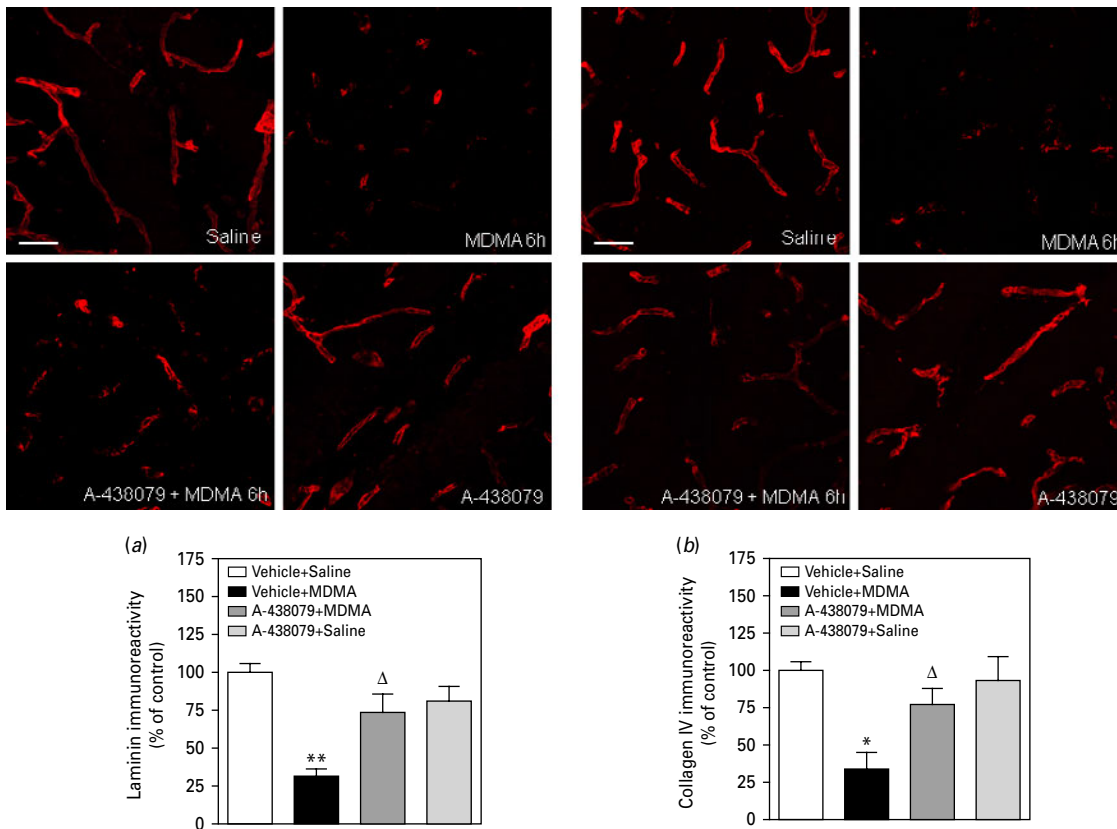 Saline
MDMA 6h
Saline
MDMA 6h
A-438079 + MDMA 6h
A-438079
A-438079 + MDMA 6h
A-438079
(a)
175
150
125
100
75
50
25
0
Laminin immunoreactivity
(% of control)
Vehicle+Saline
Vehicle+MDMA
A-438079+MDMA
A-438079+Saline
**
Δ
(b)
175
150
125
100
75
50
25
0
Collagen IV immunoreactivity
(% of control)
Vehicle+Saline
Vehicle+MDMA
A-438079+MDMA
A-438079+Saline
*
Δ